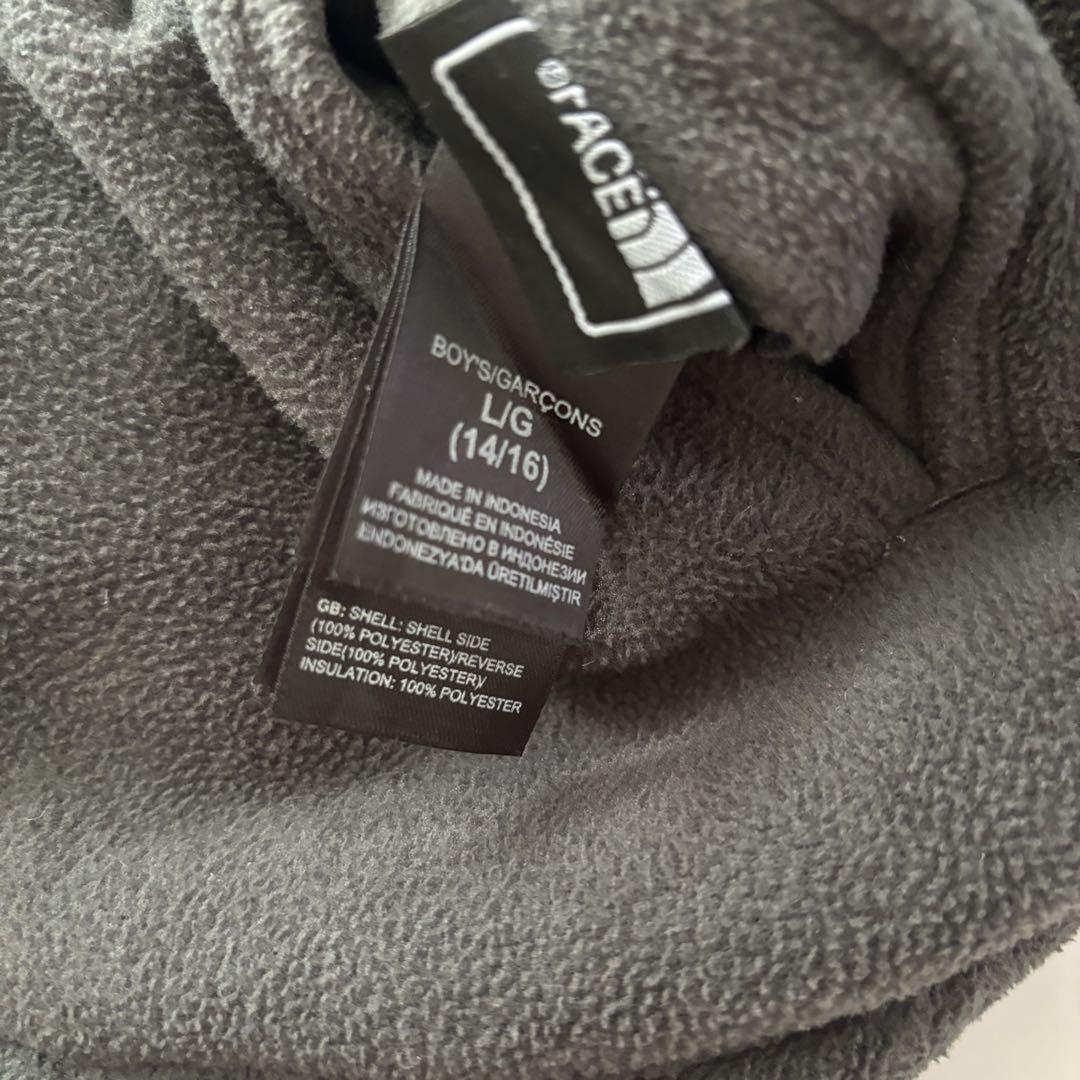 FACE
BOY'S/GARÇONS
L/G
(14/16)
MADE IN INDONESIA
FABRIQUÉ EN INDONÉSIE
ИЗГОТОВЛЕНО В ИНДОНЕЗИИ
ENDONEZYA'DA ÜRETILMIŞTIR
GB: SHELL: SHELL SIDE
(100% POLYESTER)/REVERSE
SIDE(100% POLYESTER)/
INSULATION: 100% POLYESTER